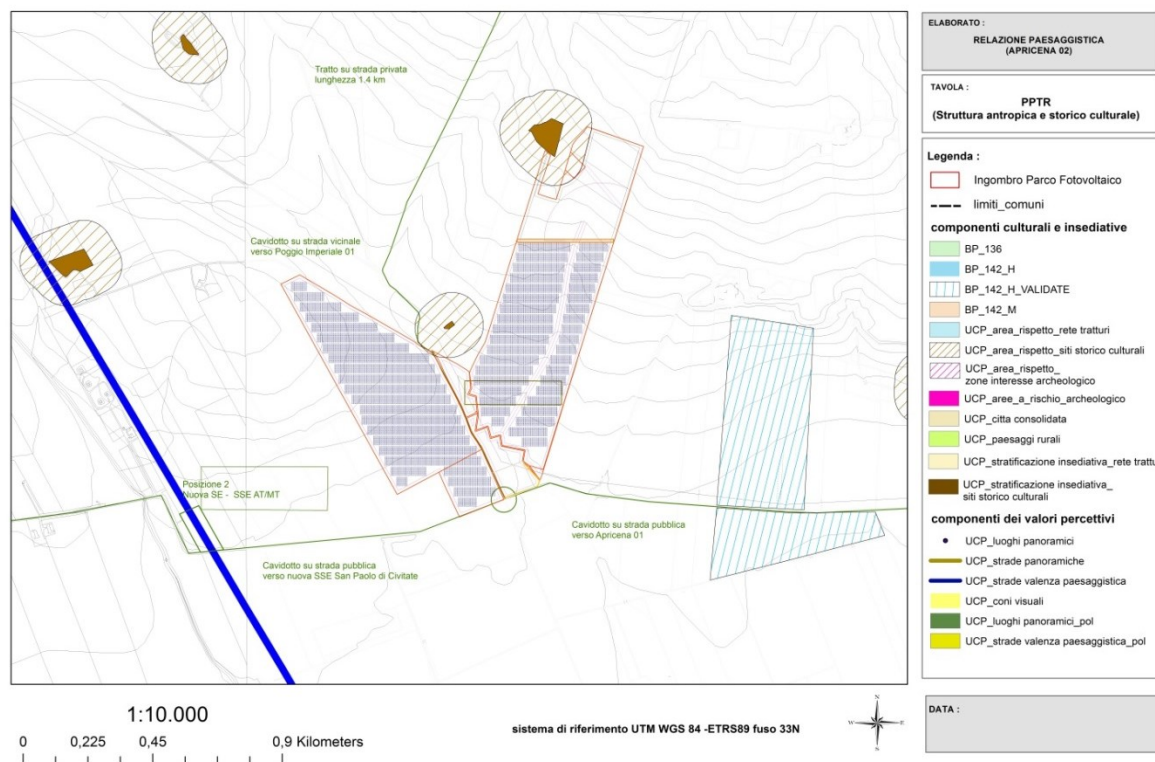 Tratto su strada privata
lunghezza 1.4 km
Cavidotto su strada vicinale
verso Poggio Imperiale 01
Posizione 2
Nuova SE - SSE AT/MT
Cavidotto su strada pubblica
verso nuova SSE San Paolo di Civitate
Cavidotto su strada pubblica
verso Apricena 01
1:10.000
0 0,225 0,45 0,9 Kilometers
sistema di riferimento UTM WGS 84 -ETRS89 fuso 33N
N
W E
S
ELABORATO :
RELAZIONE PAESAGGISTICA
(APRICENA 02)
TAVOLA :
PPTR
(Struttura antropica e storico culturale)
Legenda :
Ingombro Parco Fotovoltaico
limiti_comuni
componenti culturali e insediative
BP_136
BP_142_H
BP_142_H_VALIDATE
BP_142_M
UCP_area_rispetto_rete tratturi
UCP_area_rispetto_siti storico culturali
UCP_area_rispetto_
zone interesse archeologico
UCP_aree_a_rischio_archeologico
UCP_citta consolidata
UCP_paesaggi rurali
UCP_stratificazione insediativa_rete trattu
UCP_stratificazione insediativa_
siti storico culturali
componenti dei valori percettivi
UCP_luoghi panoramici
UCP_strade panoramiche
UCP_strade valenza paesaggistica
UCP_coni visuali
UCP_luoghi panoramici_pol
UCP_strade valenza paesaggistica_pol
DATA :